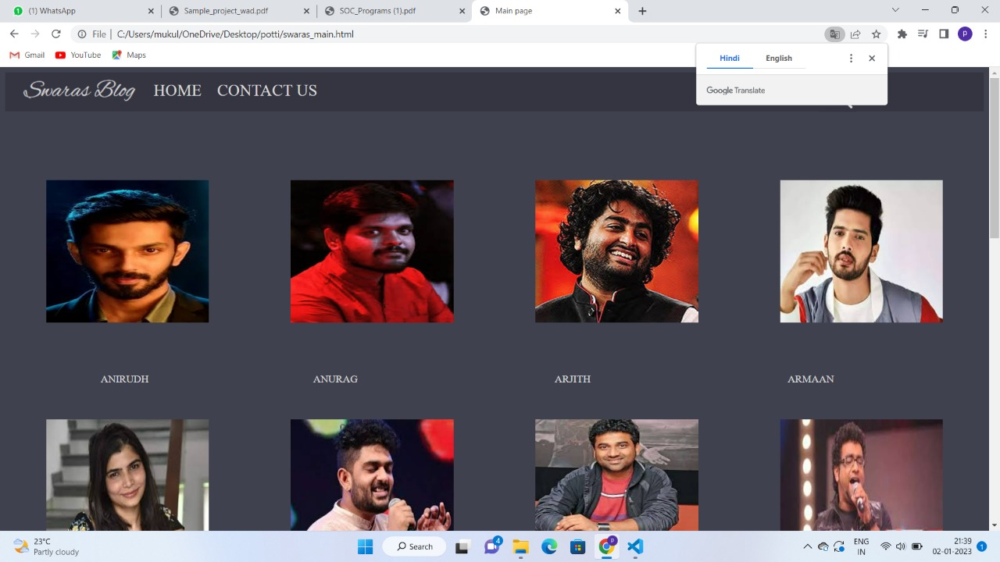 (1) WhatsApp
Sample_project_wad.pdf
SOC_Programs (1).pdf
Main page
File | C:/Users/mukul/OneDrive/Desktop/potti/swaras_main.html
P
Gmail
YouTube
Maps
Hindi
English
Google Translate
Swaras Blog
HOME
CONTACT US
ANIRUDH
ANURAG
ARJITH
ARMAAN
23°C
Partly cloudy
Search
4
P
ENG
IN
21:39
02-01-2023
1